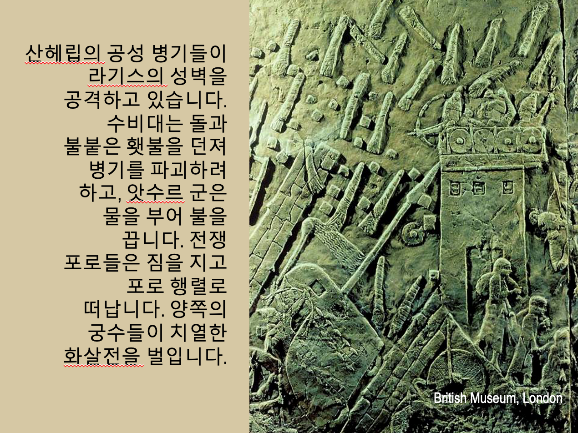 산헤립의 공성 병기들이
라기스의 성벽을
공격하고 있습니다.
수비대는 돌과
불붙은 횃불을 던져
병기를 파괴하려
하고, 앗수르 군은
물을 부어 불을
끕니다. 전쟁
포로들은 짐을 지고
포로 행렬로
떠납니다. 양쪽의
궁수들이 치열한
화살전을 벌입니다.
British Museum, London